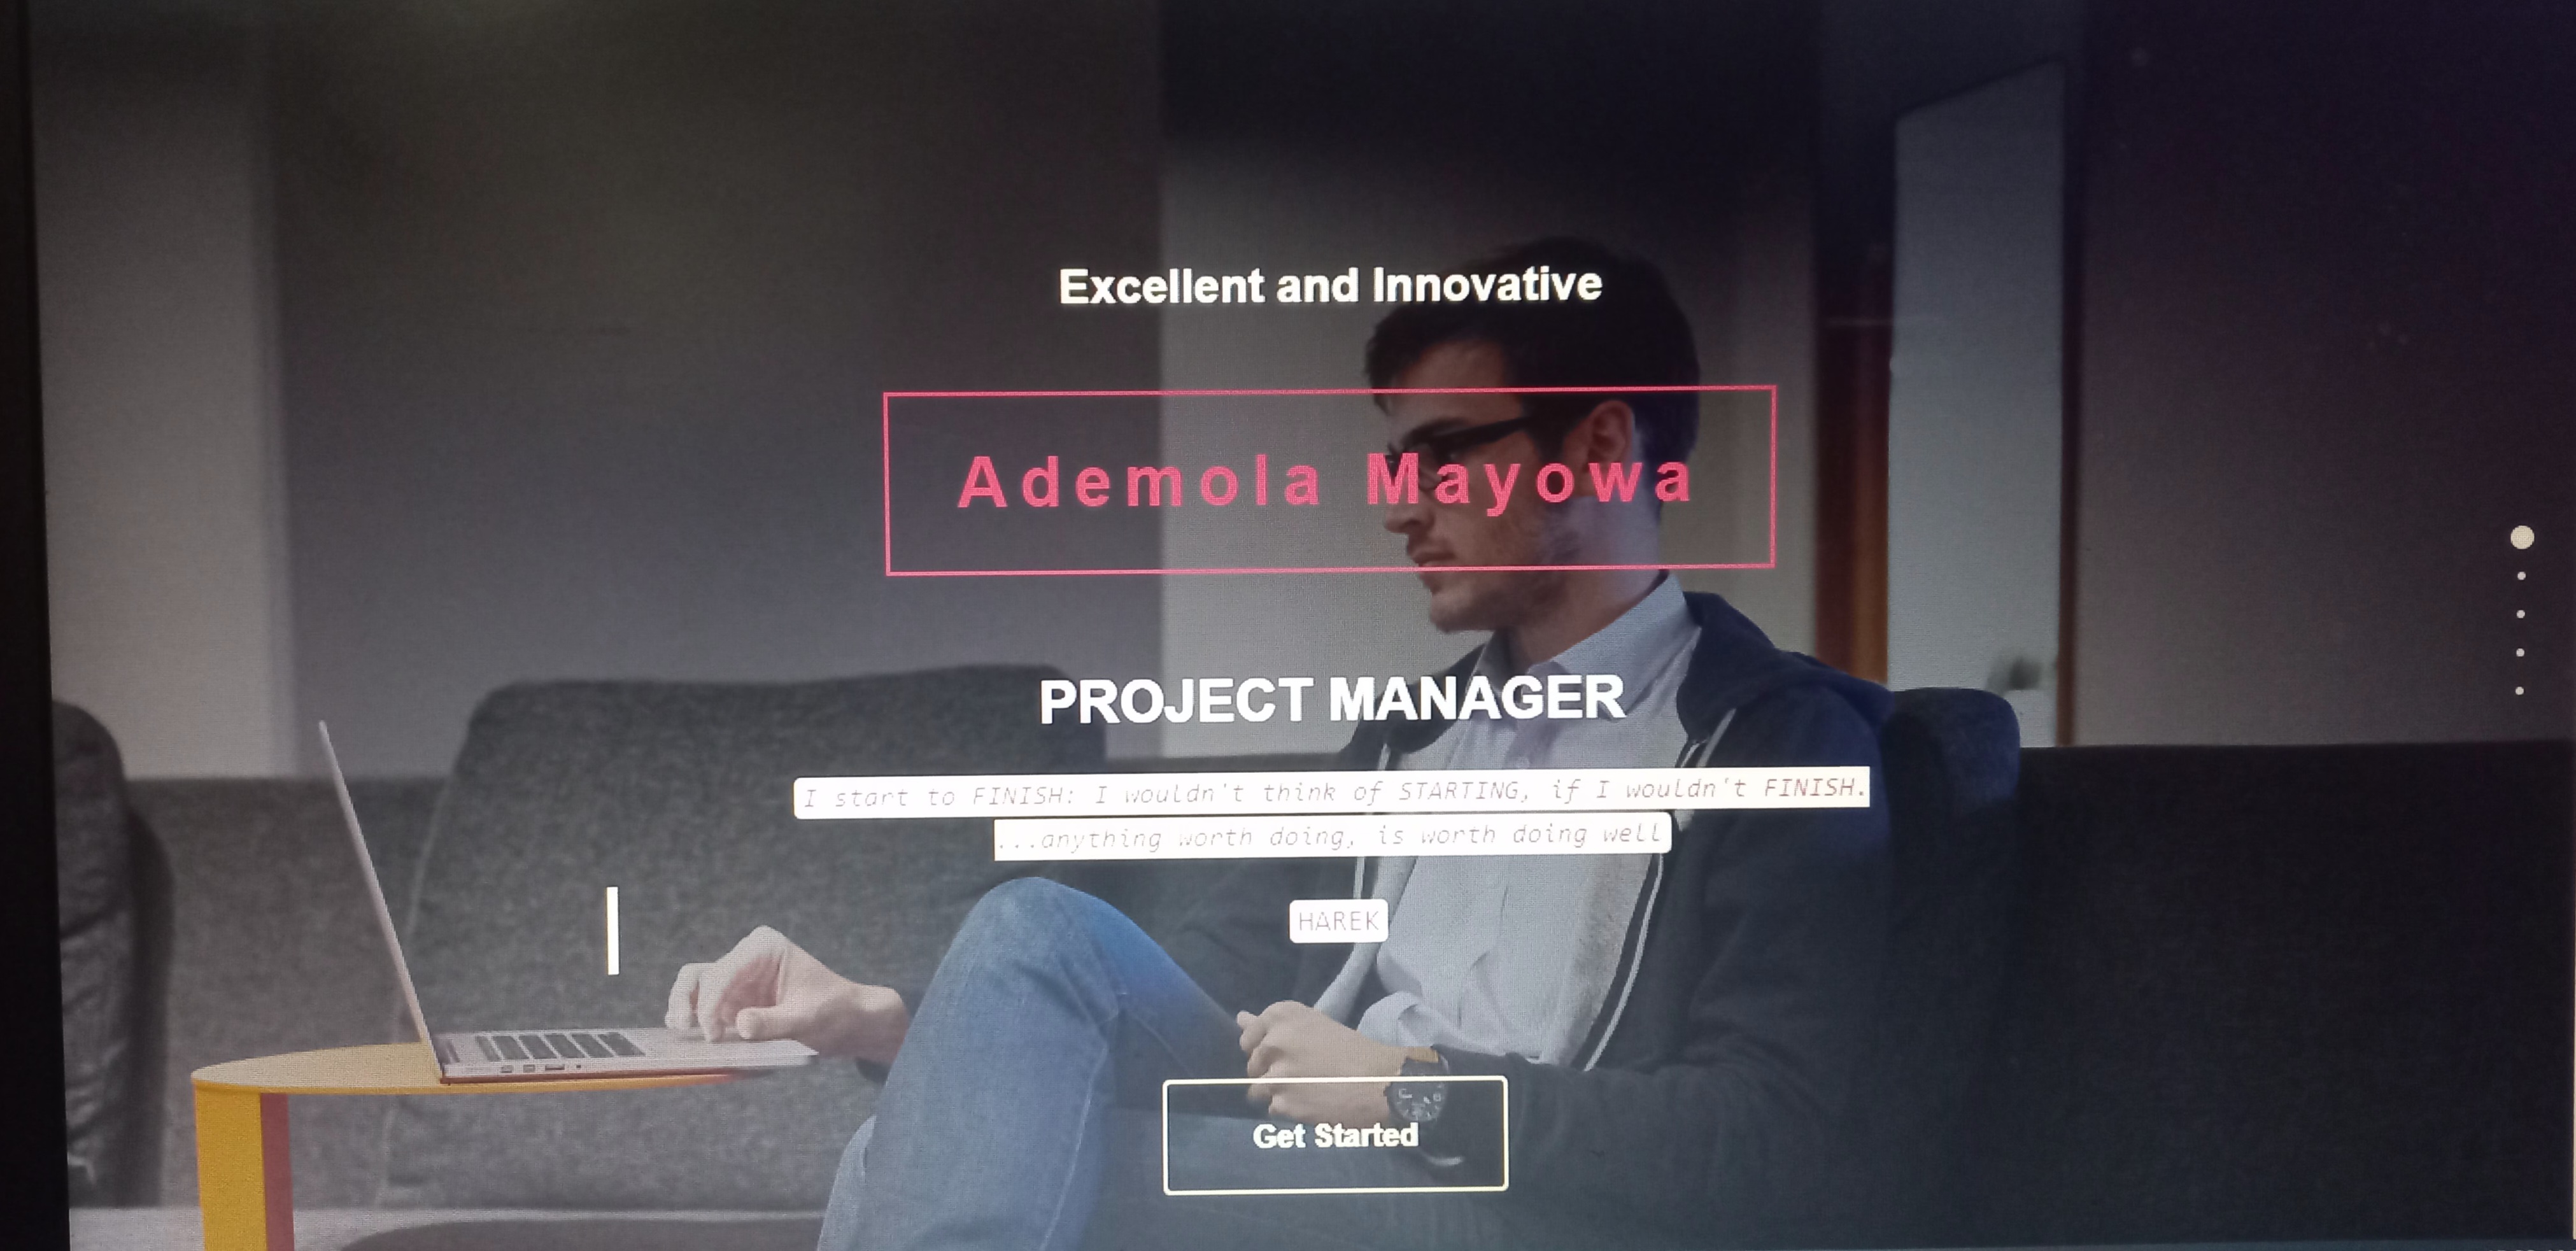 Excellent and Innovative
Ademola Mayowa
PROJECT MANAGER
I start to FINISH: I wouldn't think of STARTING, if I wouldn't FINISH.
...anything worth doing, is worth doing well
HAREK
Get Started